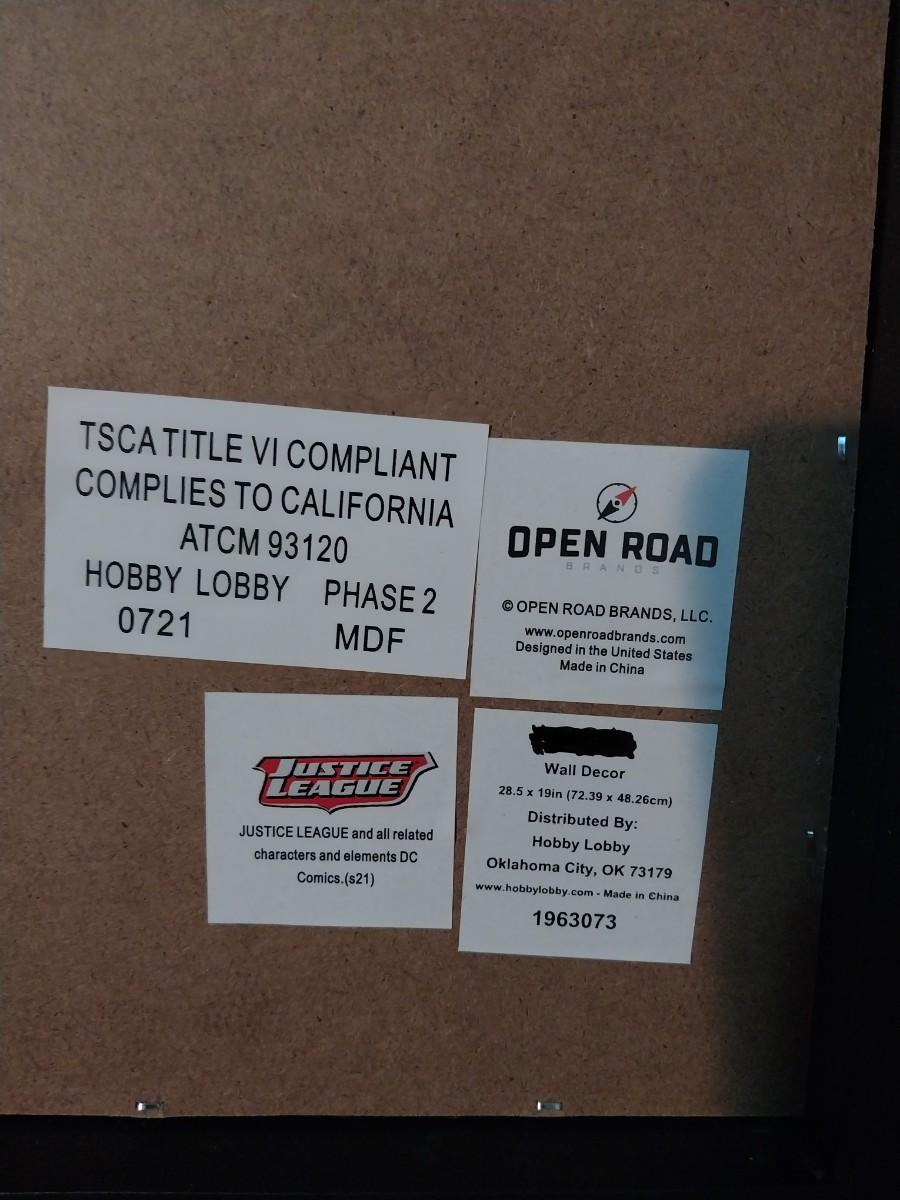 TSCA TITLE VI COMPLIANT
COMPLIES TO CALIFORNIA
ATCM 93120
HOBBY LOBBY PHASE 2
0721 MDF
OPEN ROAD
BRANDS
© OPEN ROAD BRANDS, LLC.
www.openroadbrands.com
Designed in the United States
Made in China
JUSTICE
LEAGUE
JUSTICE LEAGUE and all related
characters and elements DC
Comics.(s21)
Wall Decor
28.5 x 19in (72.39 x 48.26cm)
Distributed By:
Hobby Lobby
Oklahoma City, OK 73179
www.hobbylobby.com - Made in China
1963073